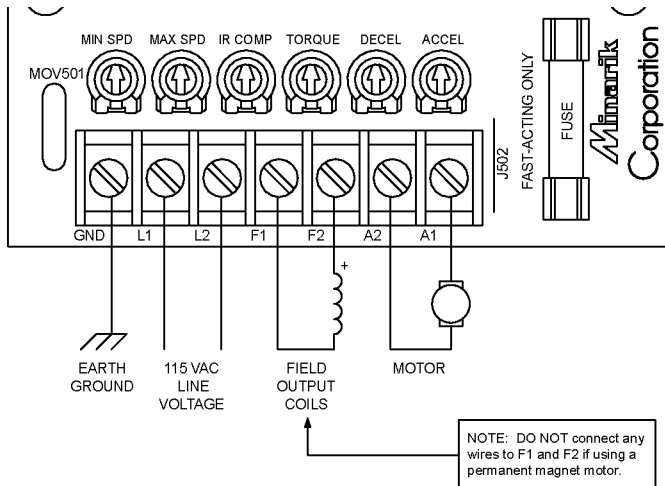 MIN SPD MAX SPD IR COMP TORQUE DECEL ACCEL
MOV501
J502
FAST-ACTING ONLY
FUSE
Minarik
Corporation
GND L1 L2 F1 F2 A2 A1
+
EARTH
GROUND
115 VAC
LINE
VOLTAGE
FIELD
OUTPUT
COILS
MOTOR
NOTE: DO NOT connect any
wires to F1 and F2 if using a
permanent magnet motor.